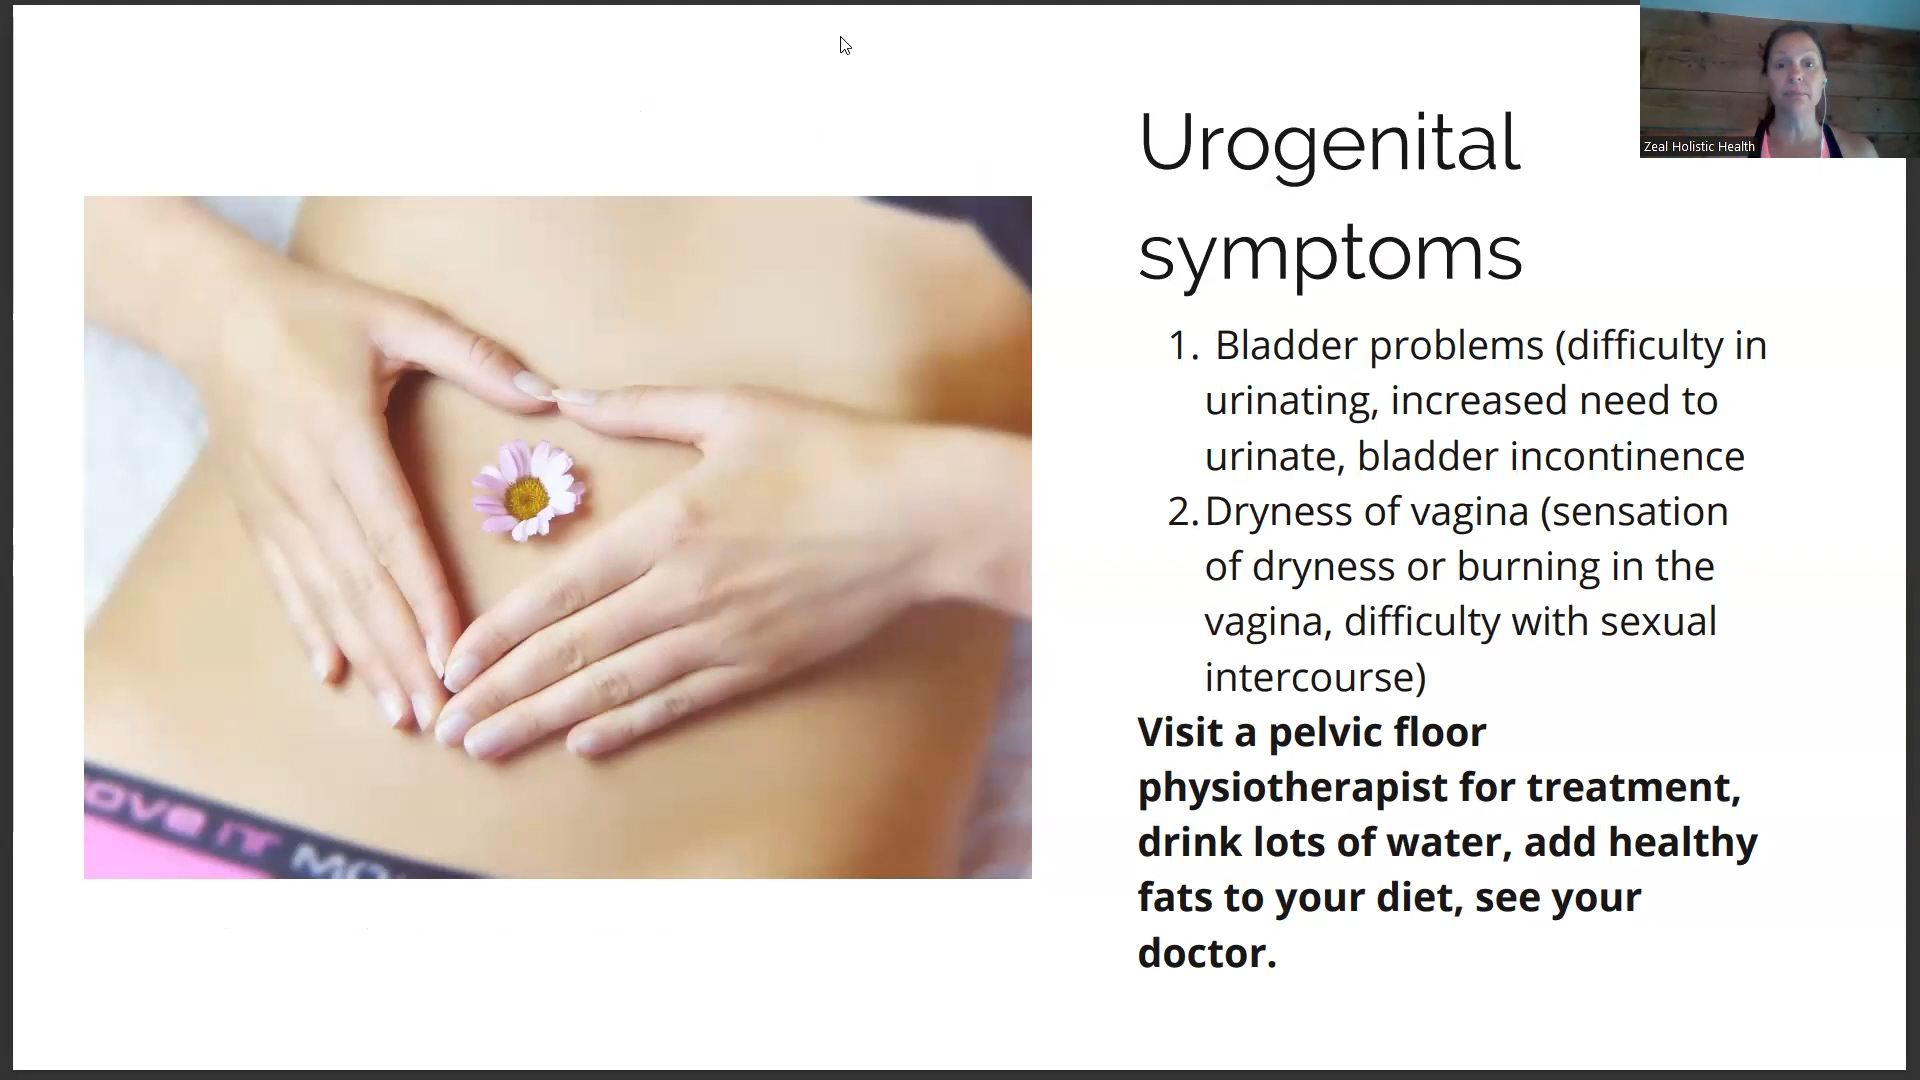 Zeal Holistic Health
Urogenital
symptoms
1. Bladder problems (difficulty in
urinating, increased need to
urinate, bladder incontinence
2. Dryness of vagina (sensation
of dryness or burning in the
vagina, difficulty with sexual
intercourse)
Visit a pelvic floor
physiotherapist for treatment,
drink lots of water, add healthy
fats to your diet, see your
doctor.
OVE IT